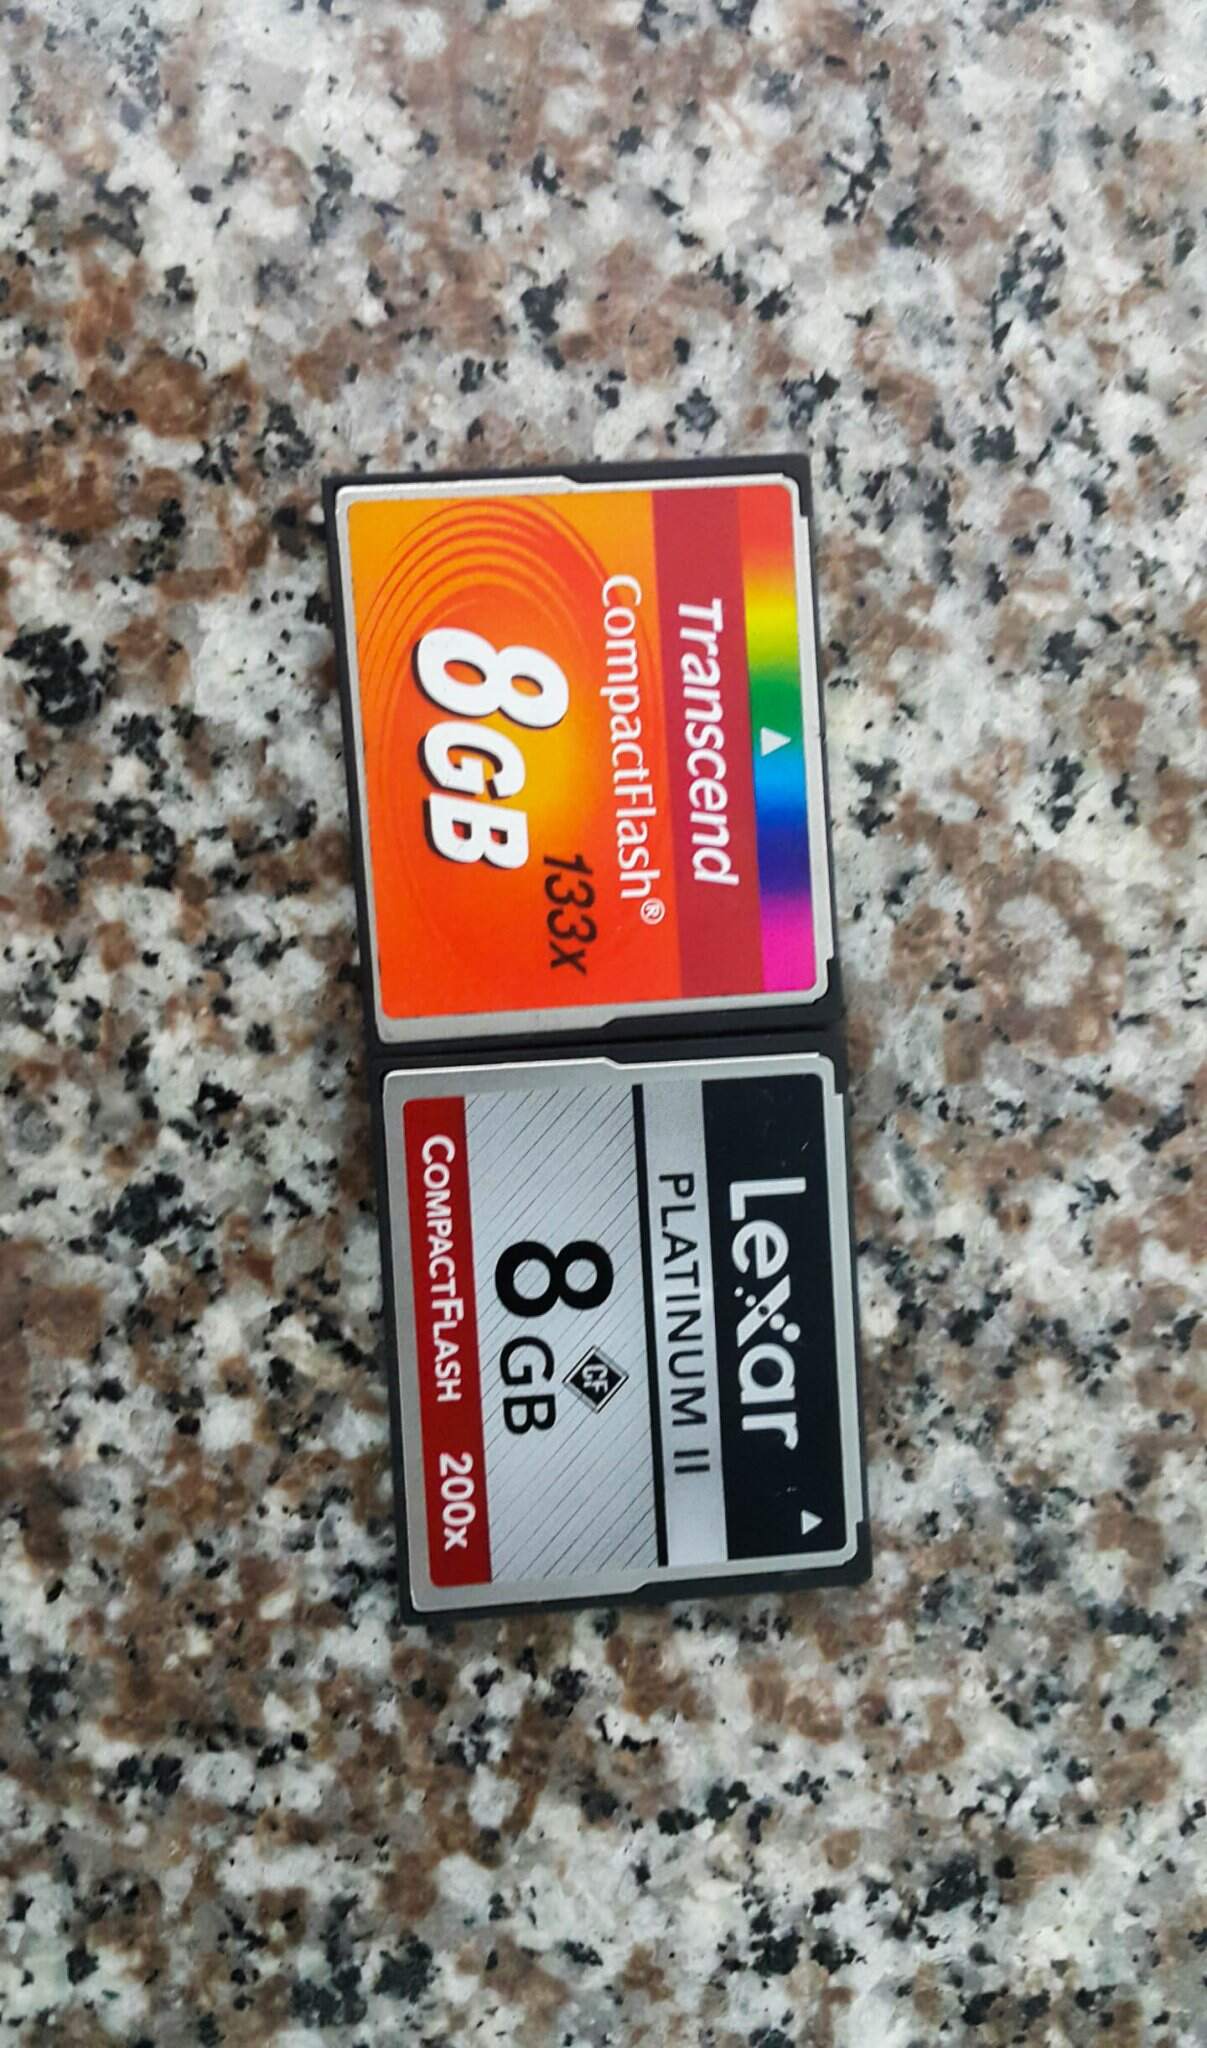 Transcend
CompactFlash®
133x
8GB
Lexar
PLATINUM II
CF
8 GB
COMPACTFLASH 200x